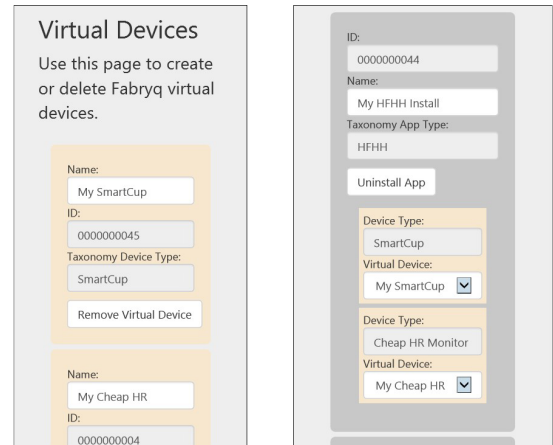 Virtual Devices
Use this page to create
or delete Fabryq virtual
devices.
Name:
My SmartCup
ID:
0000000045
Taxonomy Device Type:
SmartCup
Remove Virtual Device
Name:
My Cheap HR
ID:
0000000004
ID:
0000000044
Name:
My HFHH Install
Taxonomy App Type:
HFHH
Uninstall App
Device Type:
SmartCup
Virtual Device:
My SmartCup
Device Type:
Cheap HR Monitor
Virtual Device:
My Cheap HR